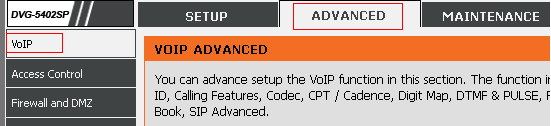 DVG-5402SP
SETUP
ADVANCED
MAINTENANCE
VoIP
Access Control
Firewall and DMZ
VOIP ADVANCED
You can advance setup the VoIP function in this section. The function in
ID, Calling Features, Codec, CPT / Cadence, Digit Map, DTMF & PULSE, F
Book, SIP Advanced.